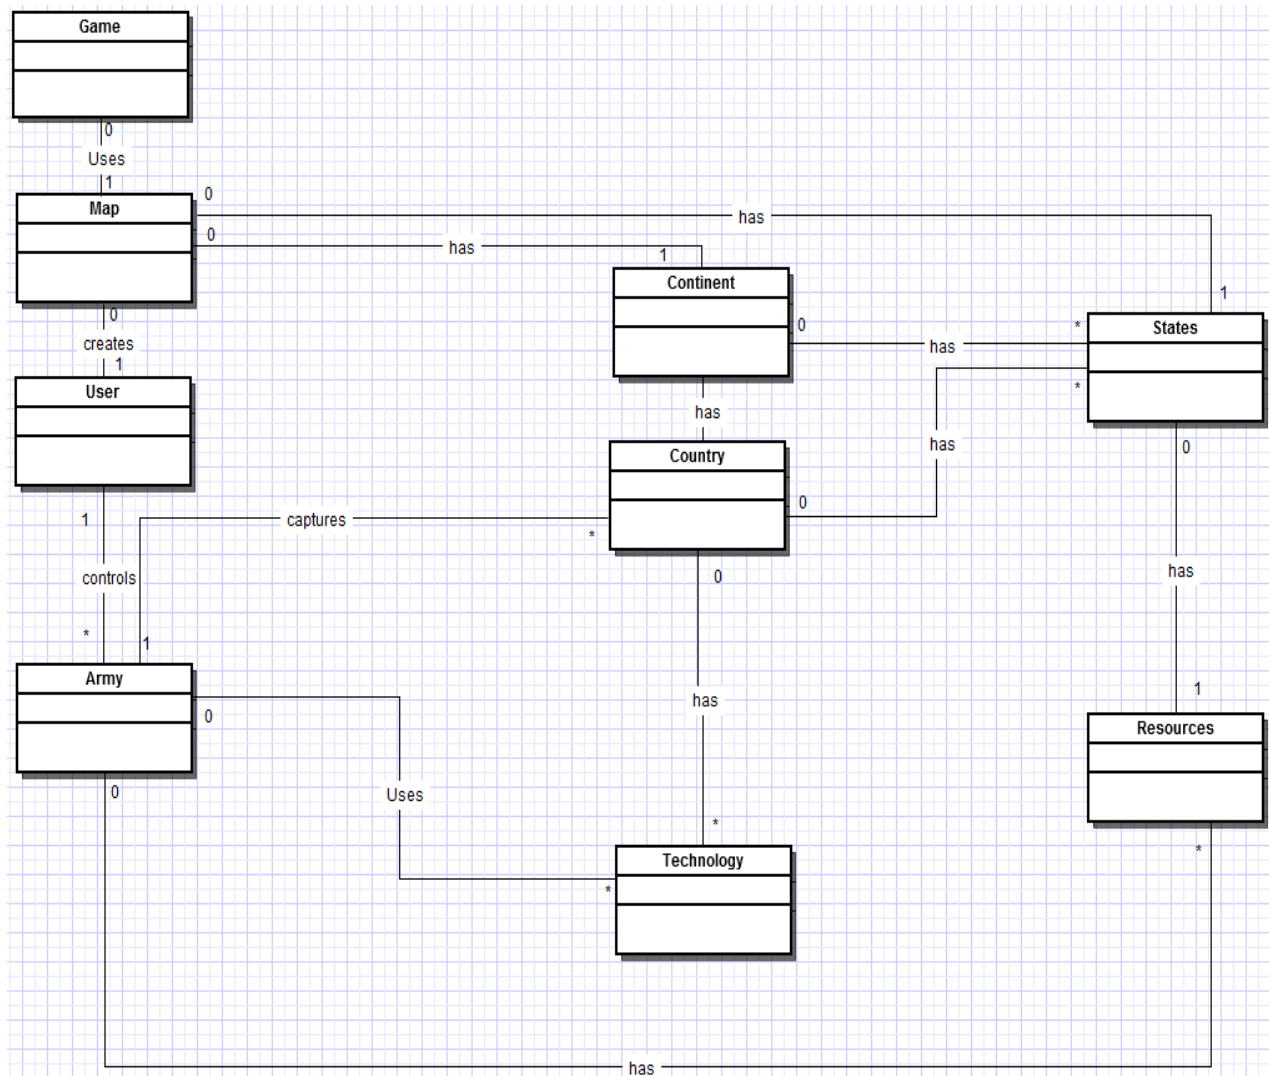 Game
0
Uses
1
Map
0
has
0
has
1
Continent
1
States
0
creates
1
User
0
has
*
*
has
Country
has
0
0
1
captures
*
0
has
controls
*
1
Army
0
has
1
Resources
0
Uses
*
*
Technology
*
has